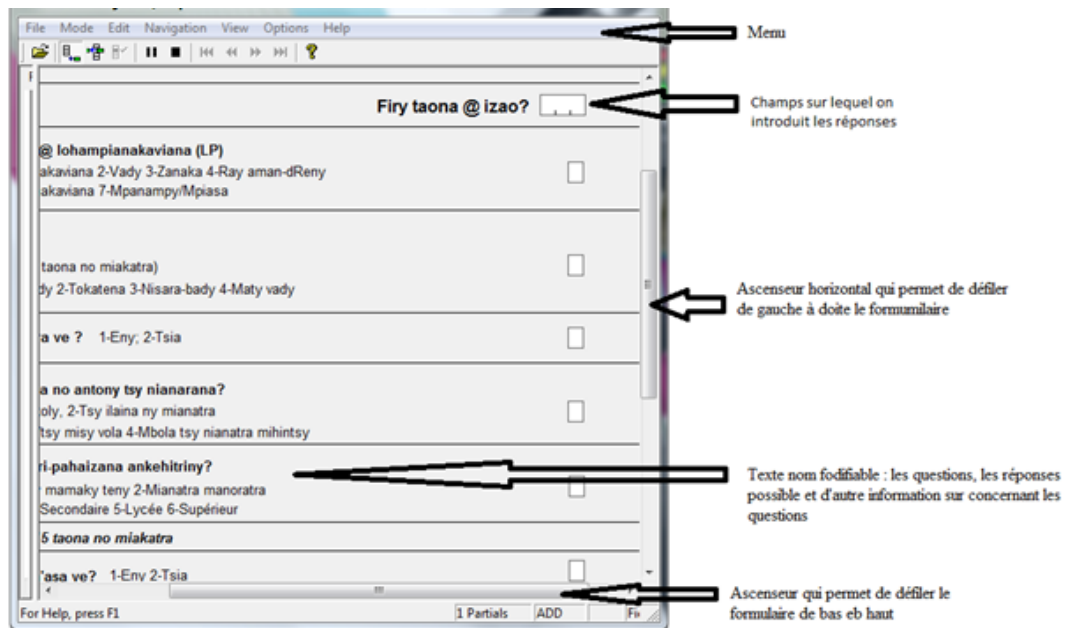 File Mode Edit Navigation View Options Help
Menu
Firy taona @ izao?
Champs sur lequel on
introduit les réponses
@ lohampianakaviana (LP)
akaviana 2-Vady 3-Zanaka 4-Ray aman-dReny
akaviana 7-Mpanampy/Mpiasa
taona no miakatra)
dy 2-Tokatena 3-Nisara-bady 4-Maty vady
Ascenseur horizontal qui permet de défiler
de gauche à doite le formumilaire
a ve ? 1-Eny; 2-Tsia
a no antony tsy nianarana?
oly, 2-Tsy ilaina ny mianatra
tsy misy vola 4-Mbola tsy nianatra mihintsy
ri-pahaizana ankehitriny?
mamaky teny 2-Mianatra manoratra
Secondaire 5-Lycée 6-Supérieur
Texte nom fodifiable : les questions, les réponses
possible et d'autre information sur concernant les
questions
5 taona no miakatra
'asa ve? 1-Eny 2-Tsia
Ascenseur qui permet de défiler le
formulaire de bas eb haut
For Help, press F1 1 Partials ADD